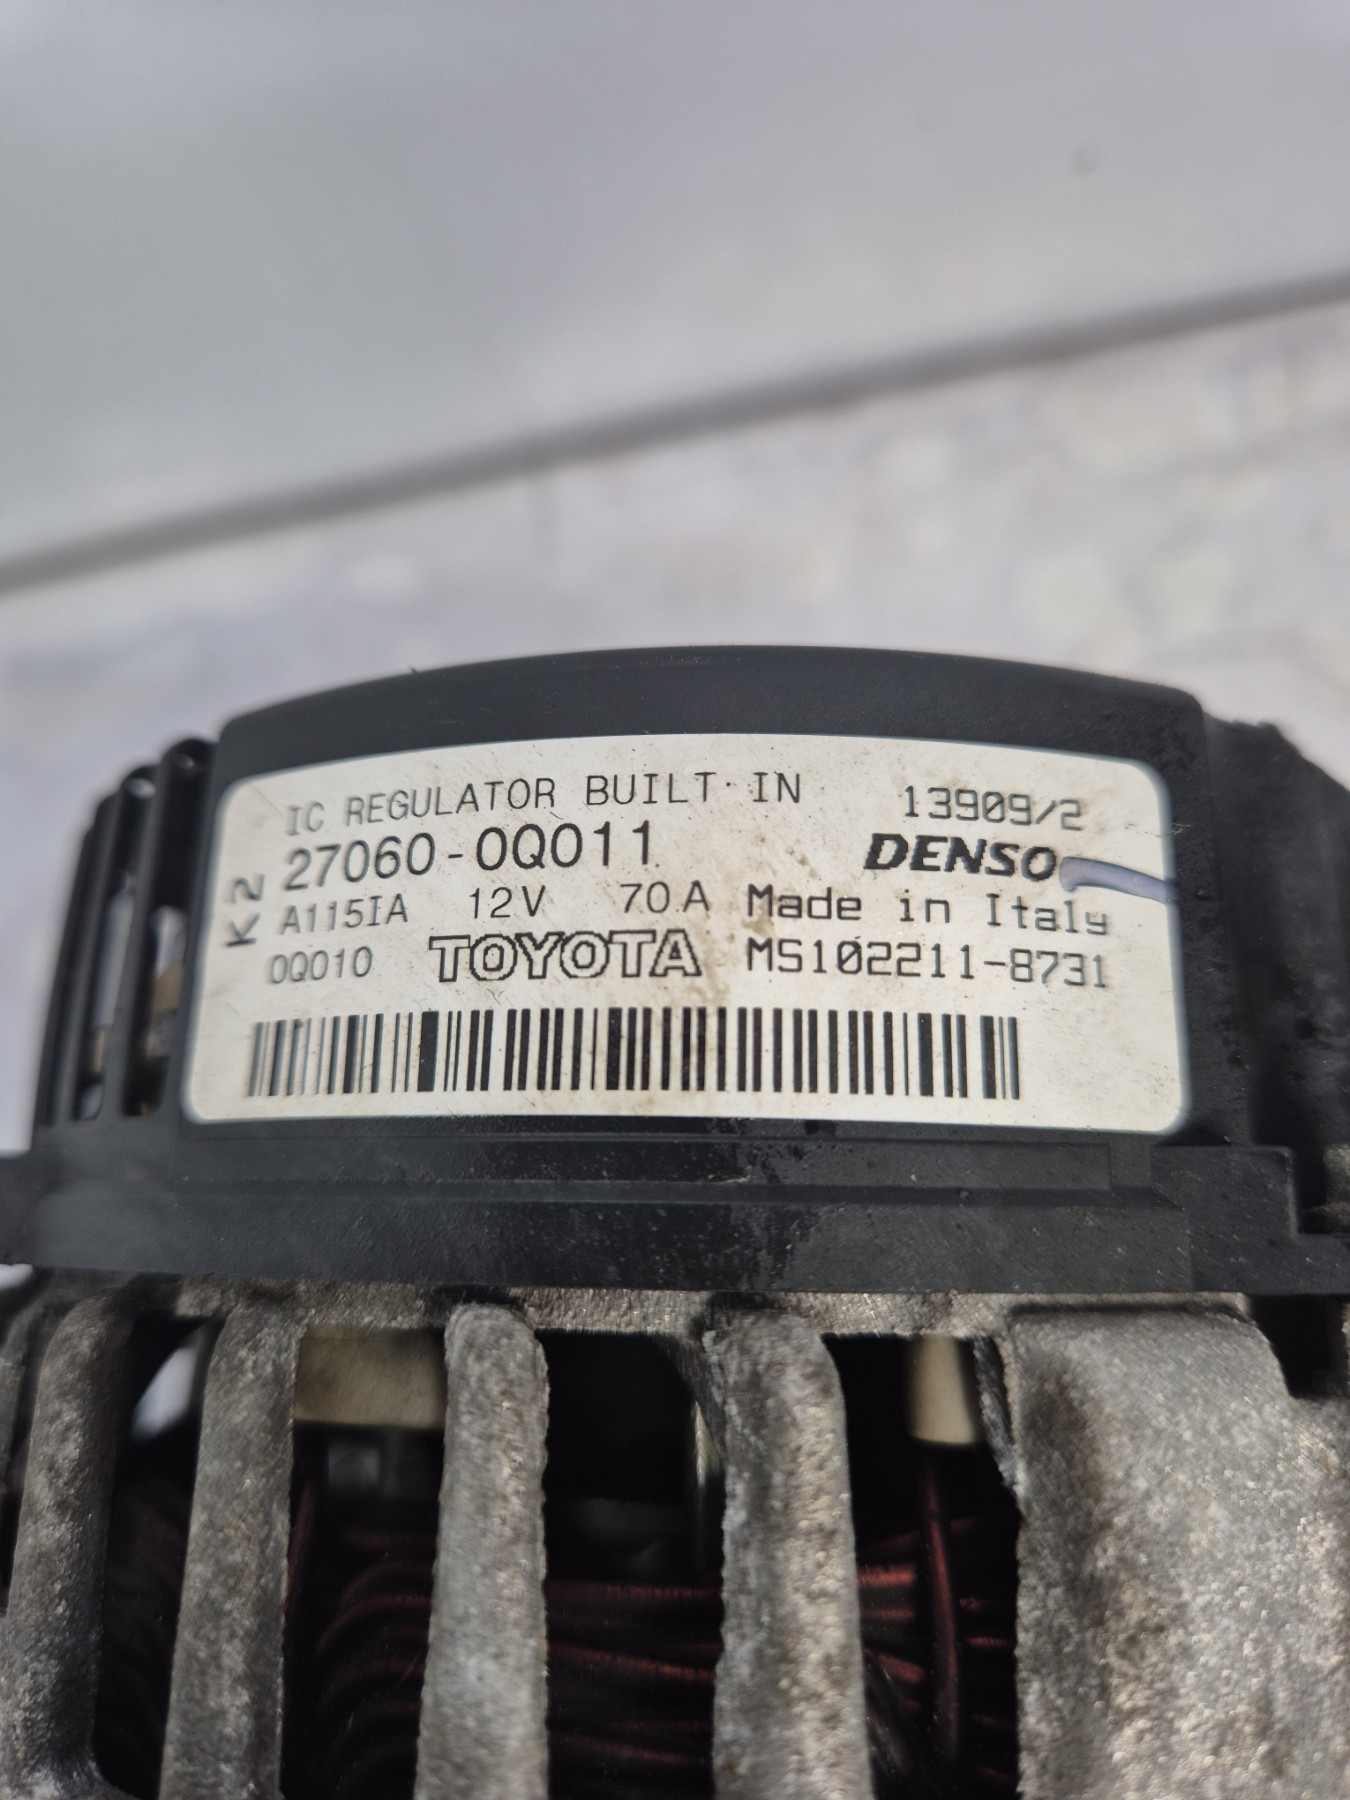 IC REGULATOR BUILT-IN 13909/2
27060-0Q011 DENSO
K2
A115IA 12V 70A Made in Italy
0Q010 TOYOTA MS102211-8731